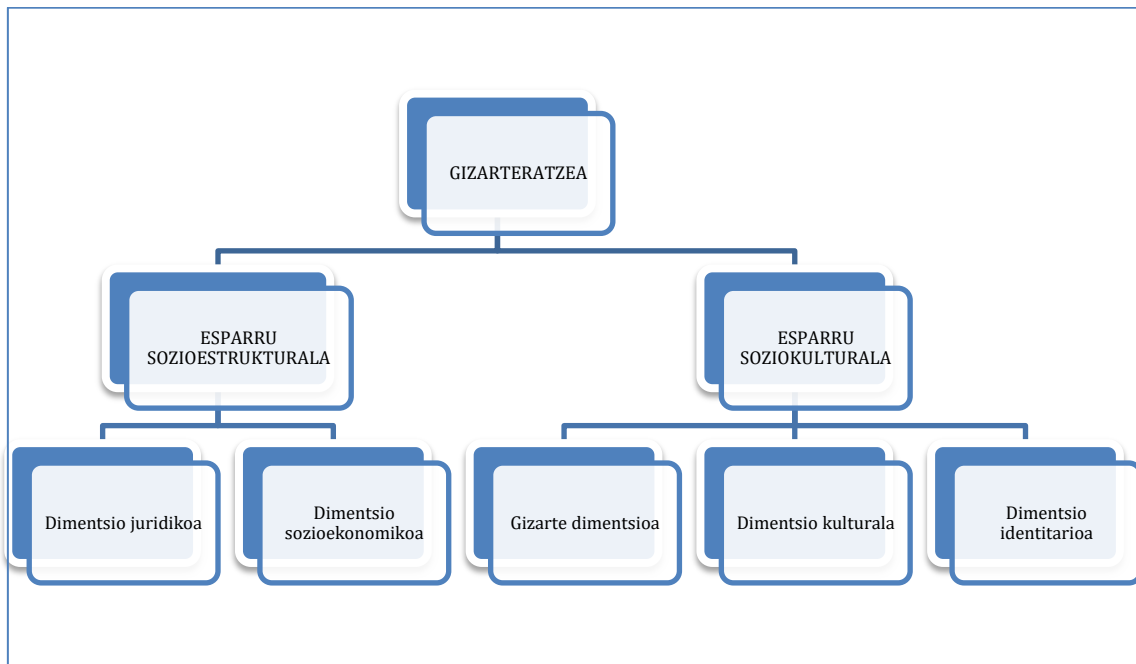 GIZARTERATZEA
ESPARRU
SOZIOESTRUKTURALA
ESPARRU
SOZIOKULTURALA
Dimentsio juridikoa
Dimentsio
sozioekonomikoa
Gizarte dimentsioa
Dimentsio kulturala
Dimentsio
identitarioa